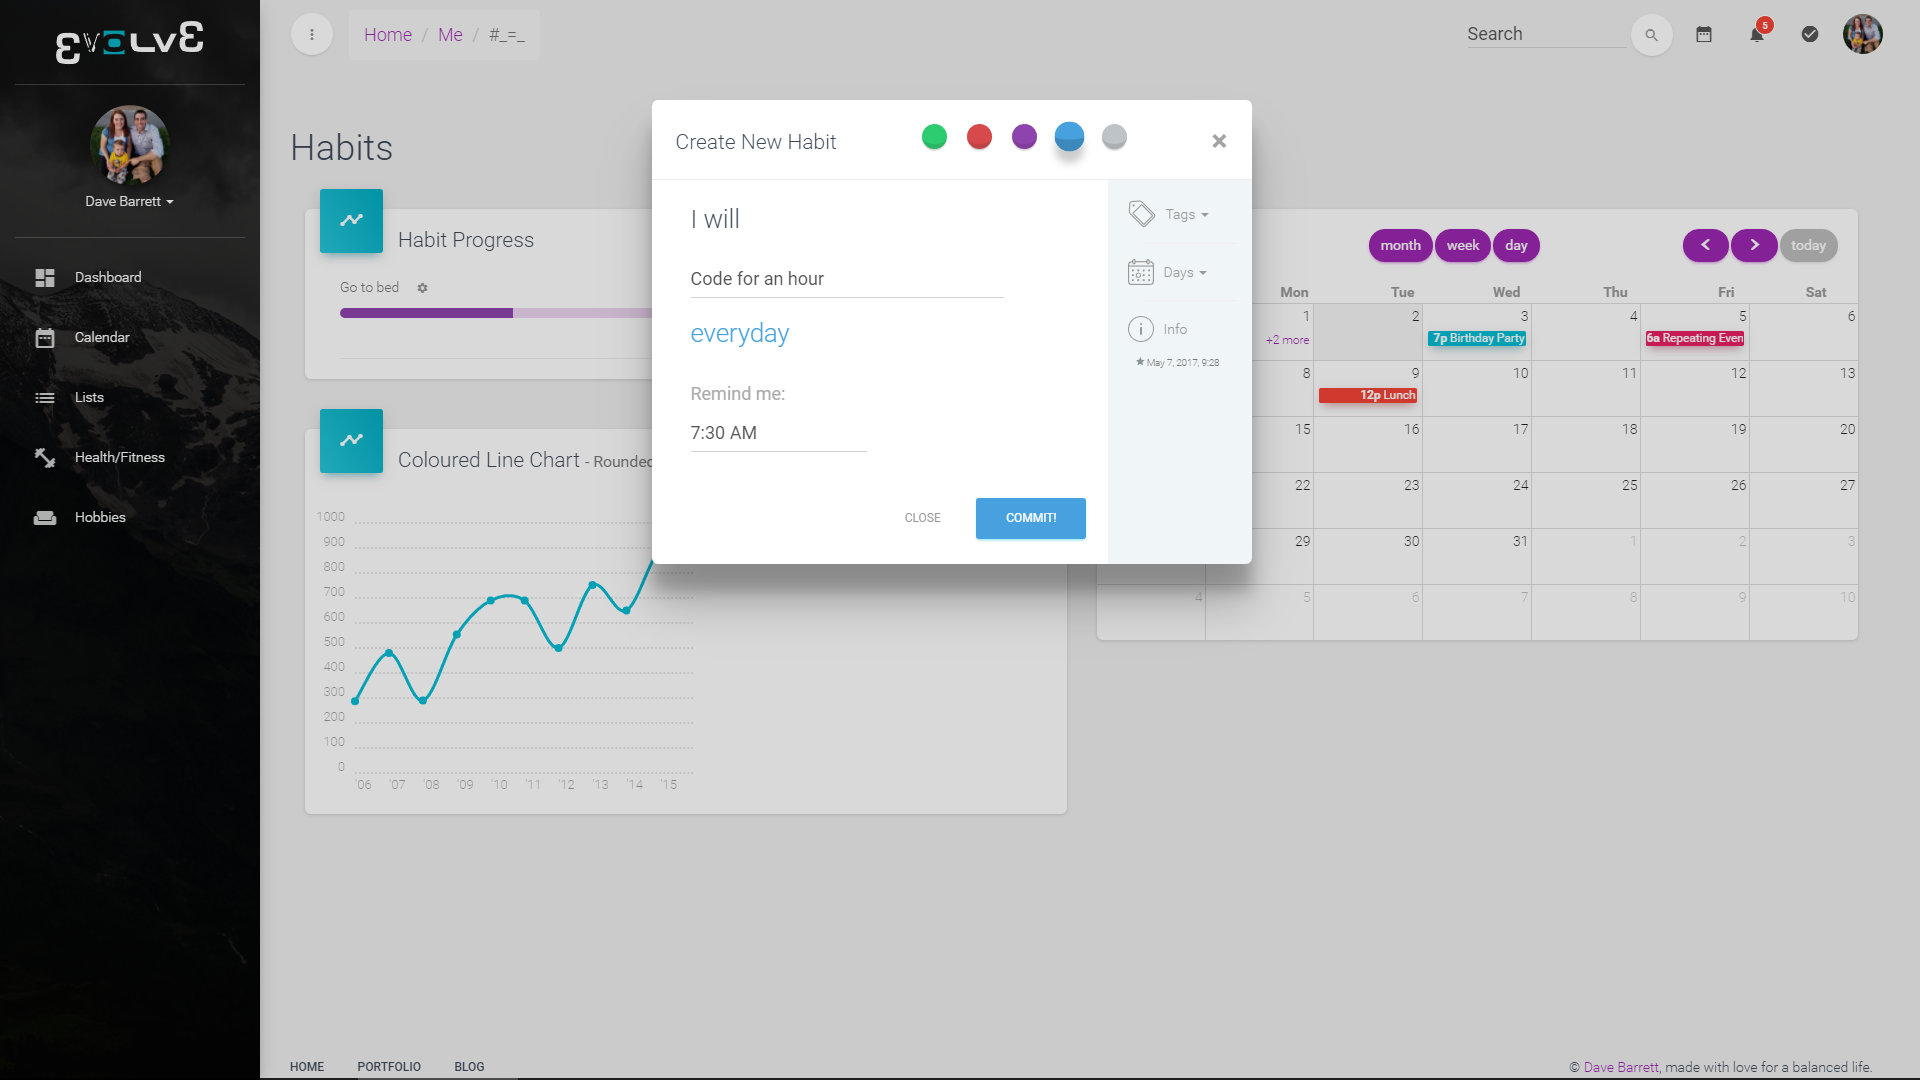 EVOLVE
Dave Barrett
Dashboard
Calendar
Lists
Health/Fitness
Hobbies
Home / Me / #_=_
Search
5
Habits
Habit Progress
Go to bed
Coloured Line Chart - Rounded
1000
900
800
700
600
500
400
300
200
100
0
'06 '07 '08 '09 '10 '11 '12 '13 '14 '15
Create New Habit
I will
Code for an hour
everyday
Remind me:
7:30 AM
CLOSE
COMMIT!
Tags
Days
Info
May 7, 2017, 9:28
month week day
today
Mon Tue Wed Thu Fri Sat
1 2 3 4 5 6
+2 more
7p Birthday Party
6a Repeating Even
8 9 10 11 12 13
12p Lunch
15 16 17 18 19 20
22 23 24 25 26 27
29 30 31 1 2 3
4 5 6 7 8 9 10
HOME PORTFOLIO BLOG
© Dave Barrett, made with love for a balanced life.